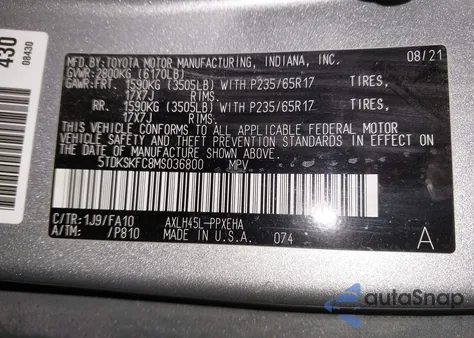 430
08430
MFD. BY: TOYOTA MOTOR MANUFACTURING, INDIANA, INC. 08/21
GVWR: 2800KG (6170LB)
GAWR: FRT. 1590KG (3505LB) WITH P235/65R17 TIRES,
17X7J RIMS.
RR. 1590KG (3505LB) WITH P235/65R17 TIRES,
17X7J RIMS.
THIS VEHICLE CONFORMS TO ALL APPLICABLE FEDERAL MOTOR
VEHICLE SAFETY AND THEFT PREVENTION STANDARDS IN EFFECT ON
THE DATE OF MANUFACTURE SHOWN ABOVE.
5TDKSKFC8MS036800 MPV
C/TR: 1J9/FA10 AXLH45L-PPXEHA
A/TM: /P810 MADE IN U.S.A. 074 A
autoSnap